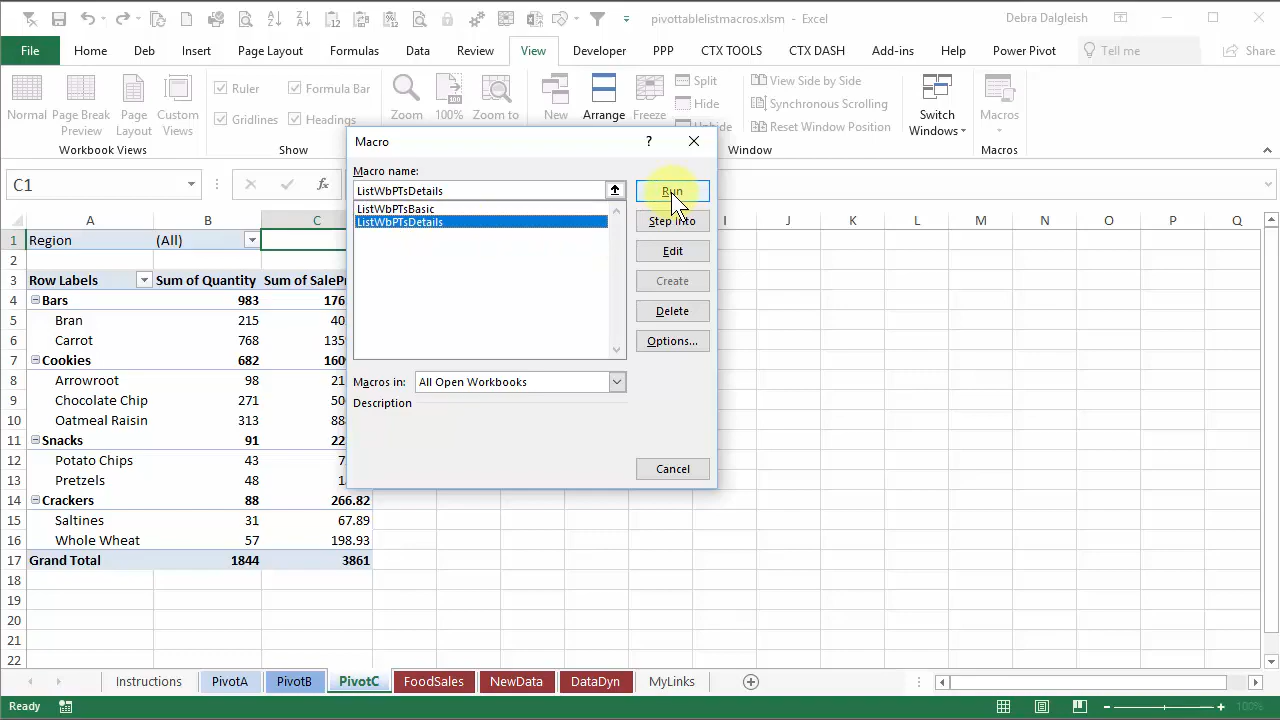 pivottablelistmacros.xlsm - Excel
Debra Dalgleish
File Home Deb Insert Page Layout Formulas Data Review View Developer PPP CTX TOOLS CTX DASH Add-ins Help Power Pivot Tell me Share
Normal Page Break Preview Page Layout Custom Views
Workbook Views
Ruler Formula Bar
Gridlines Headings
Show
Zoom 100% Zoom to
New Arrange Freeze
Split
Hide
Unhide
View Side by Side
Synchronous Scrolling
Reset Window Position
Window
Switch Windows
Macros
Macros
C1
fx
Macro
?
Macro name:
ListWbPTsDetails
ListWbPTsBasic
ListWbPTsDetails
Run
Step Into
Edit
Create
Delete
Options...
Macros in: All Open Workbooks
Description
Cancel
A B C I J K L M N O P Q
1 Region (All)
2
3 Row Labels Sum of Quantity Sum of SalePr
4 Bars 983 176
5 Bran 215 40
6 Carrot 768 135
7 Cookies 682 160
8 Arrowroot 98 21
9 Chocolate Chip 271 50
10 Oatmeal Raisin 313 88
11 Snacks 91 22
12 Potato Chips 43 7
13 Pretzels 48
14 Crackers 88 266.82
15 Saltines 31 67.89
16 Whole Wheat 57 198.93
17 Grand Total 1844 3861
18
19
20
21
22
Instructions PivotA PivotB PivotC FoodSales NewData DataDyn MyLinks
Ready
100%